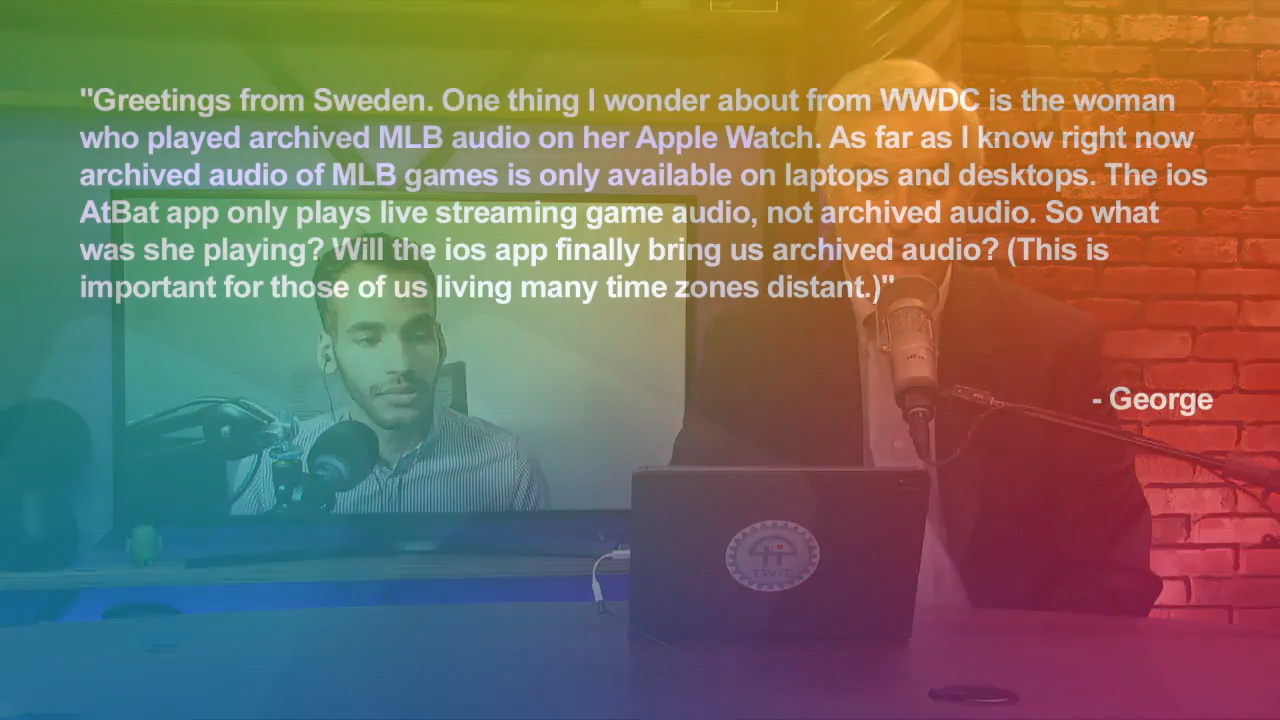 "Greetings from Sweden. One thing I wonder about from WWDC is the woman
who played archived MLB audio on her Apple Watch. As far as I know right now
archived audio of MLB games is only available on laptops and desktops. The ios
AtBat app only plays live streaming game audio, not archived audio. So what
was she playing? Will the ios app finally bring us archived audio? (This is
important for those of us living many time zones distant.)"
- George
TWiT